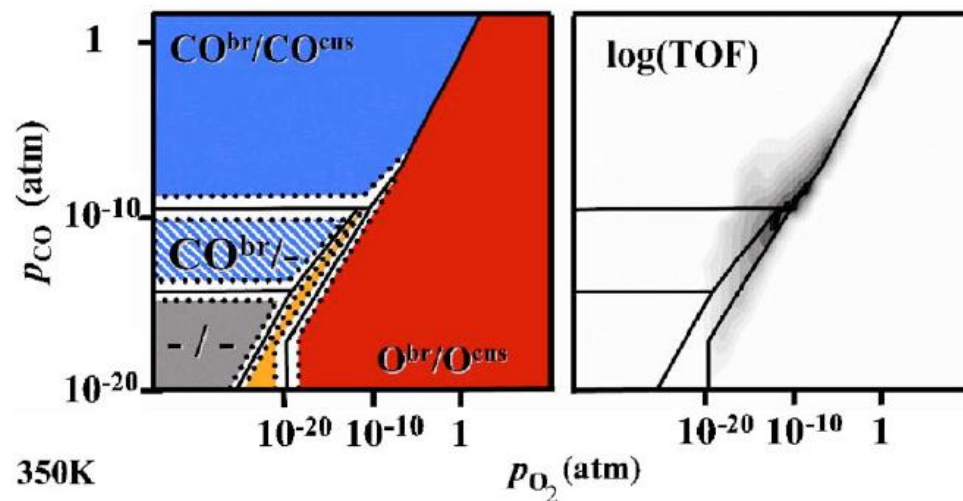 CO^br/CO^cus
log(TOF)
1
p_CO (atm)
10^-10
CO^br/-
- / -
O^br/O^cus
10^-20
10^-20 10^-10 1
10^-20 10^-10 1
350K
p_O2 (atm)